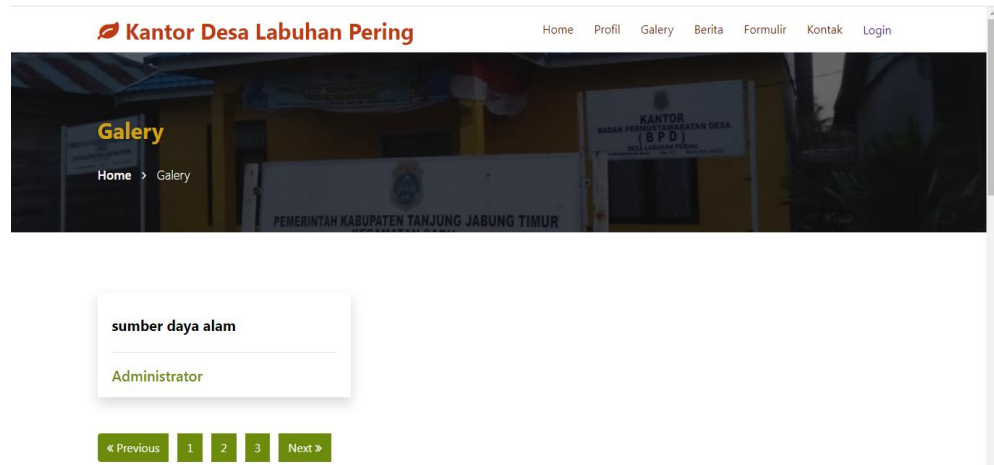 Kantor Desa Labuhan Pering
Home Profil Galery Berita Formulir Kontak Login
Galery
Home > Galery
KANTOR
BADAN PERMUSYAWARATAN DESA
( B P D )
DESA LABUHAN PERING
PEMERINTAH KABUPATEN TANJUNG JABUNG TIMUR
sumber daya alam
Administrator
« Previous 1 2 3 Next »